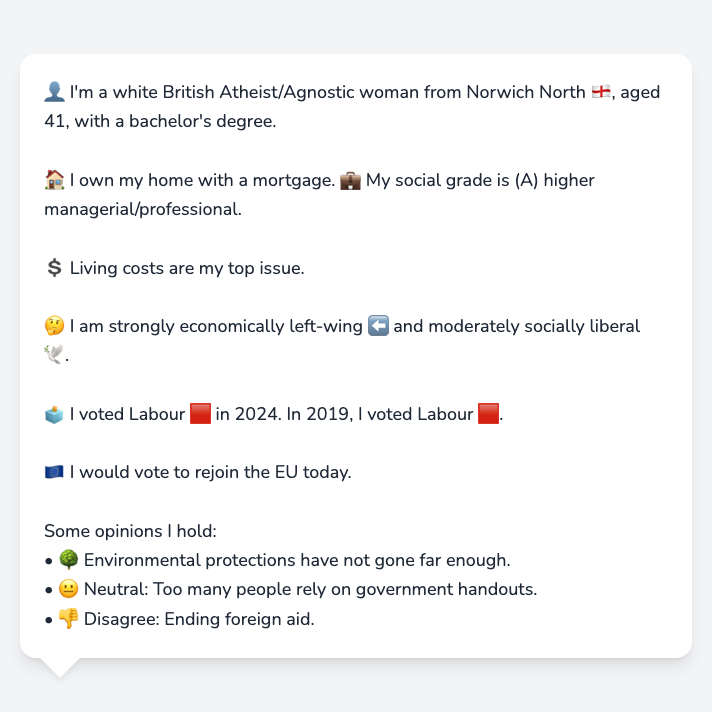 👤 I'm a white British Atheist/Agnostic woman from Norwich North 🏴󠁧󠁢󠁥󠁮󠁧󠁿, aged
41, with a bachelor's degree.
🏠 I own my home with a mortgage. 💼 My social grade is (A) higher
managerial/professional.
💲 Living costs are my top issue.
🤔 I am strongly economically left-wing ⬅️ and moderately socially liberal
🕊️.
🗳️ I voted Labour 🟥 in 2024. In 2019, I voted Labour 🟥.
🇪🇺 I would vote to rejoin the EU today.
Some opinions I hold:
• 🌳 Environmental protections have not gone far enough.
• 😐 Neutral: Too many people rely on government handouts.
• 👎 Disagree: Ending foreign aid.